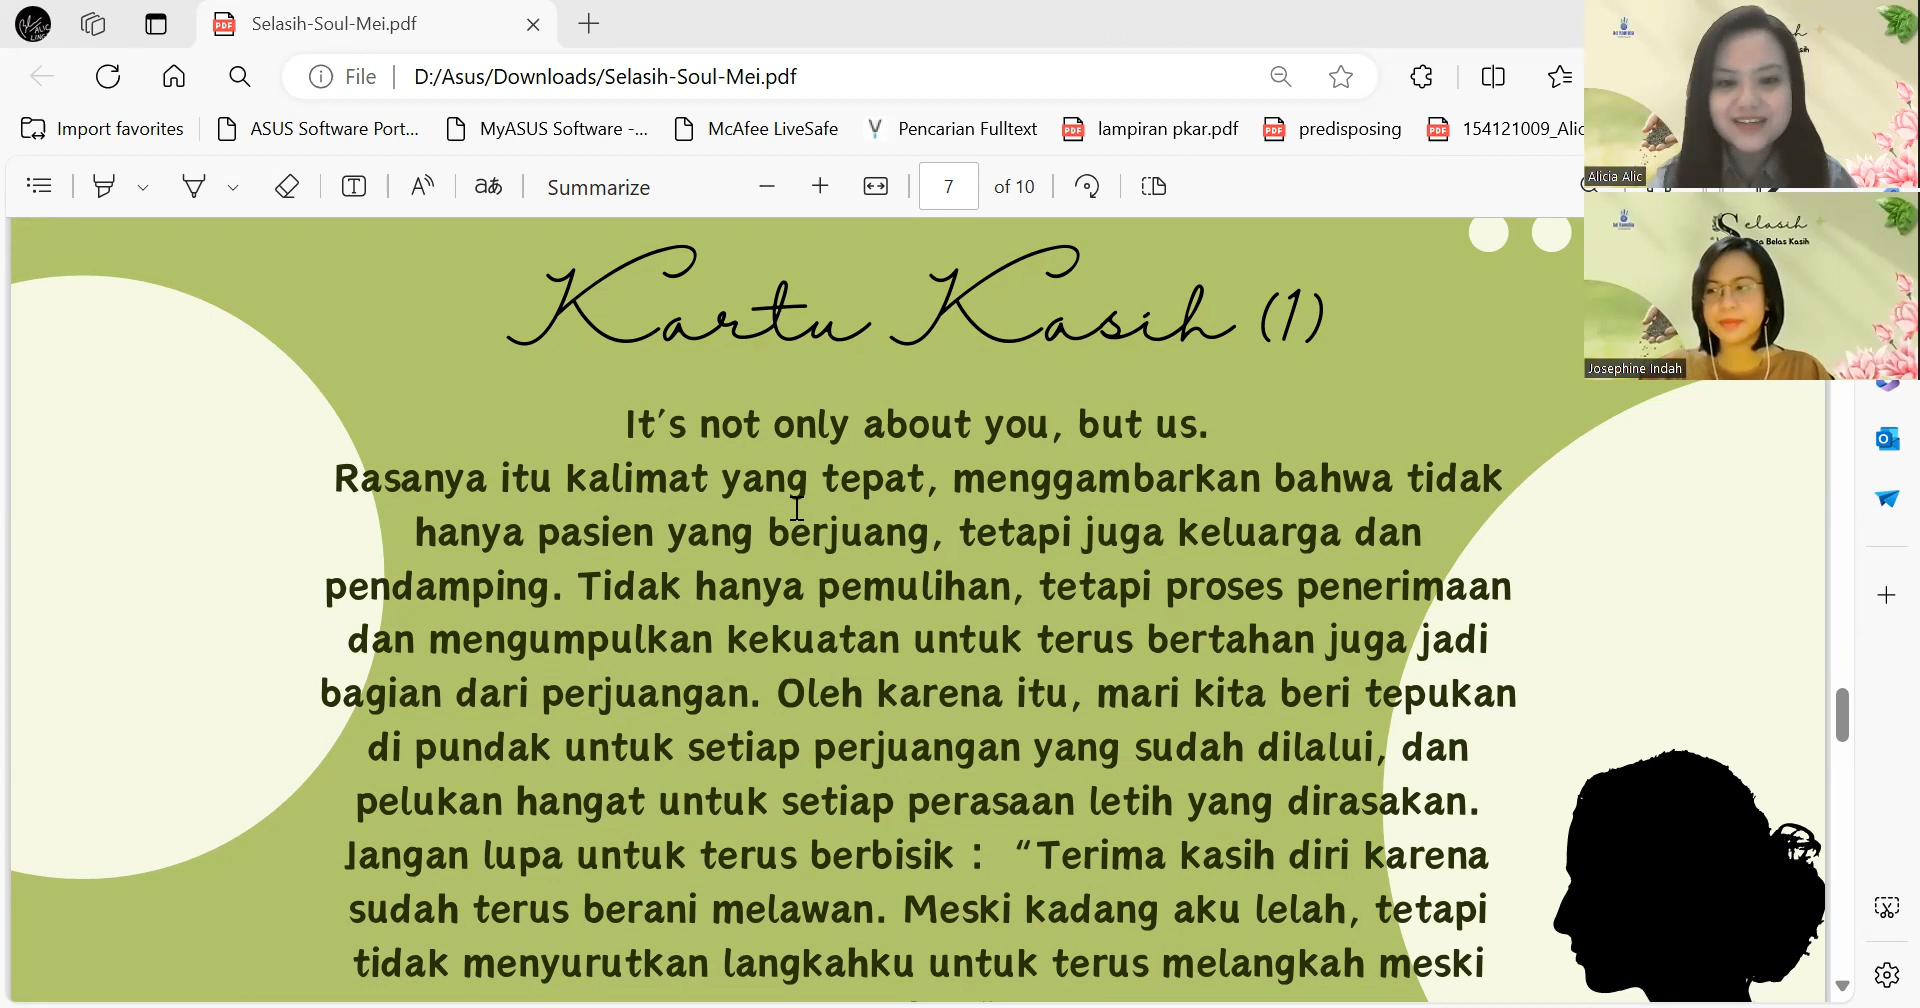 Selasih-Soul-Mei.pdf
File
D:/Asus/Downloads/Selasih-Soul-Mei.pdf
Import favorites
ASUS Software Port...
MyASUS Software -...
McAfee LiveSafe
Pencarian Fulltext
lampiran pkar.pdf
predisposing
154121009_Alic
Summarize
7 of 10
Kartu Kasih (1)
It's not only about you, but us.
Rasanya itu kalimat yang tepat, menggambarkan bahwa tidak
hanya pasien yang berjuang, tetapi juga keluarga dan
pendamping. Tidak hanya pemulihan, tetapi proses penerimaan
dan mengumpulkan kekuatan untuk terus bertahan juga jadi
bagian dari perjuangan. Oleh karena itu, mari kita beri tepukan
di pundak untuk setiap perjuangan yang sudah dilalui, dan
pelukan hangat untuk setiap perasaan letih yang dirasakan.
Jangan lupa untuk terus berbisik : “Terima kasih diri karena
sudah terus berani melawan. Meski kadang aku lelah, tetapi
tidak menyurutkan langkahku untuk terus melangkah meski
Alicia Alic
Selasih
Belas Kasih
Josephine Indah